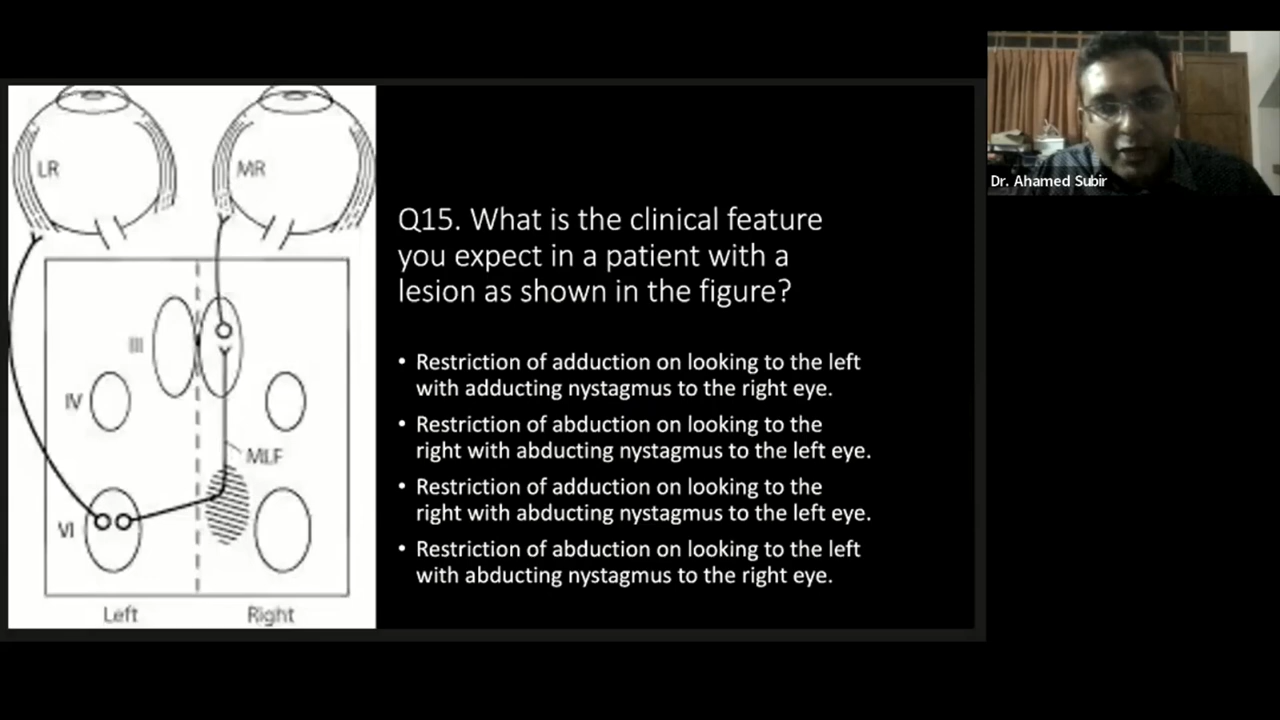 LR
MR
III
IV
MLF
VI
Left
Right
Q15. What is the clinical feature
you expect in a patient with a
lesion as shown in the figure?
• Restriction of adduction on looking to the left
with adducting nystagmus to the right eye.
• Restriction of abduction on looking to the
right with abducting nystagmus to the left eye.
• Restriction of adduction on looking to the
right with abducting nystagmus to the left eye.
• Restriction of abduction on looking to the left
with abducting nystagmus to the right eye.
Dr. Ahamed Subir